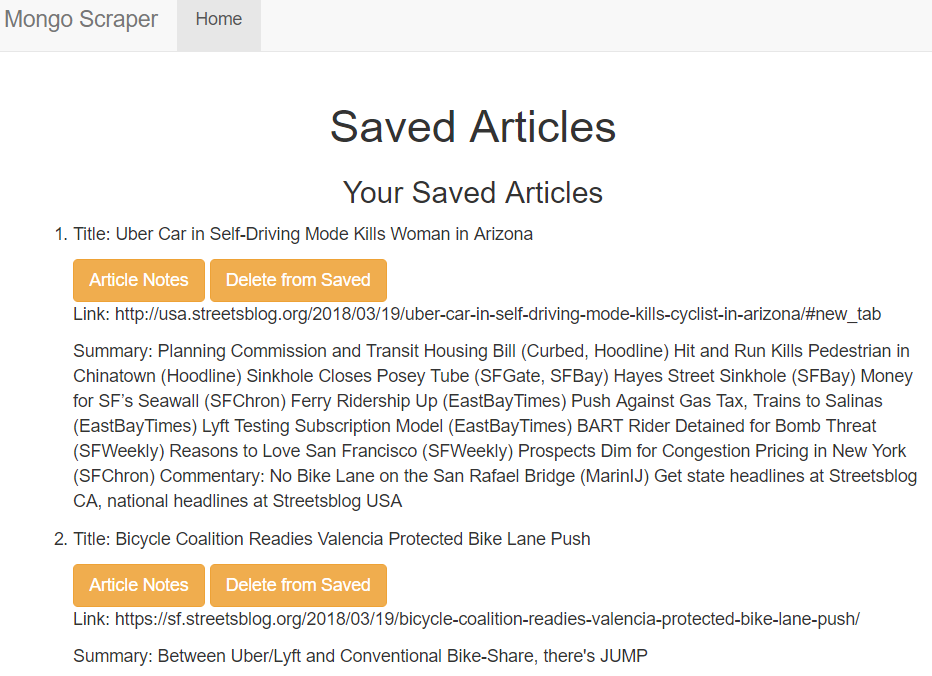 Mongo Scraper Home
Saved Articles
Your Saved Articles
1. Title: Uber Car in Self-Driving Mode Kills Woman in Arizona
Article Notes Delete from Saved
Link: http://usa.streetsblog.org/2018/03/19/uber-car-in-self-driving-mode-kills-cyclist-in-arizona/#new_tab
Summary: Planning Commission and Transit Housing Bill (Curbed, Hoodline) Hit and Run Kills Pedestrian in
Chinatown (Hoodline) Sinkhole Closes Posey Tube (SFGate, SFBay) Hayes Street Sinkhole (SFBay) Money
for SF’s Seawall (SFChron) Ferry Ridership Up (EastBayTimes) Push Against Gas Tax, Trains to Salinas
(EastBayTimes) Lyft Testing Subscription Model (EastBayTimes) BART Rider Detained for Bomb Threat
(SFWeekly) Reasons to Love San Francisco (SFWeekly) Prospects Dim for Congestion Pricing in New York
(SFChron) Commentary: No Bike Lane on the San Rafael Bridge (MarinIJ) Get state headlines at Streetsblog
CA, national headlines at Streetsblog USA
2. Title: Bicycle Coalition Readies Valencia Protected Bike Lane Push
Article Notes Delete from Saved
Link: https://sf.streetsblog.org/2018/03/19/bicycle-coalition-readies-valencia-protected-bike-lane-push/
Summary: Between Uber/Lyft and Conventional Bike-Share, there's JUMP